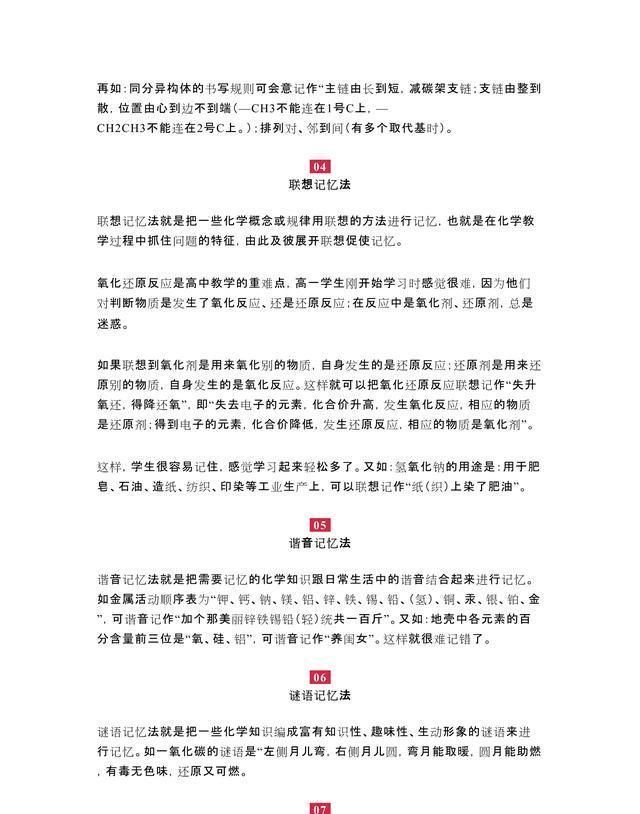 再如：同分异构体的书写规则可会意记作“主链由长到短，减碳架支链；支链由整到
散，位置由心到边不到端（—CH3不能连在1号C上，—
CH2CH3不能连在2号C上。）；排列对、邻到间（有多个取代基时）。
04
联想记忆法
联想记忆法就是把一些化学概念或规律用联想的方法进行记忆，也就是在化学教
学过程中抓住问题的特征，由此及彼展开联想促使记忆。
氧化还原反应是高中教学的重难点，高一学生刚开始学习时感觉很难，因为他们
对判断物质是发生了氧化反应、还是还原反应；在反应中是氧化剂、还原剂，总是
迷惑。
如果联想到氧化剂是用来氧化别的物质，自身发生的是还原反应；还原剂是用来还
原别的物质，自身发生的是氧化反应。这样就可以把氧化还原反应联想记作“失升
氧还，得降还氧”，即“失去电子的元素，化合价升高，发生氧化反应，相应的物质
是还原剂；得到电子的元素，化合价降低，发生还原反应，相应的物质是氧化剂”。
这样，学生很容易记住，感觉学习起来轻松多了。又如：氢氧化钠的用途是：用于肥
皂、石油、造纸、纺织、印染等工业生产上，可以联想记作“纸（织）上染了肥油”。
05
谐音记忆法
谐音记忆法就是把需要记忆的化学知识跟日常生活中的谐音结合起来进行记忆。
如金属活动顺序表为“钾、钙、钠、镁、铝、锌、铁、锡、铅、（氢）、铜、汞、银、铂、金
”，可谐音记作“加个那美丽锌铁锡铅（轻）统共一百斤”。又如：地壳中各元素的百
分含量前三位是“氧、硅、铝”，可谐音记作“养闺女”。这样就很难记错了。
06
谜语记忆法
谜语记忆法就是把一些化学知识编成富有知识性、趣味性、生动形象的谜语来进
行记忆。如一氧化碳的谜语是“左侧月儿弯，右侧月儿圆，弯月能取暖，圆月能助燃
，有毒无色味，还原又可燃。
07